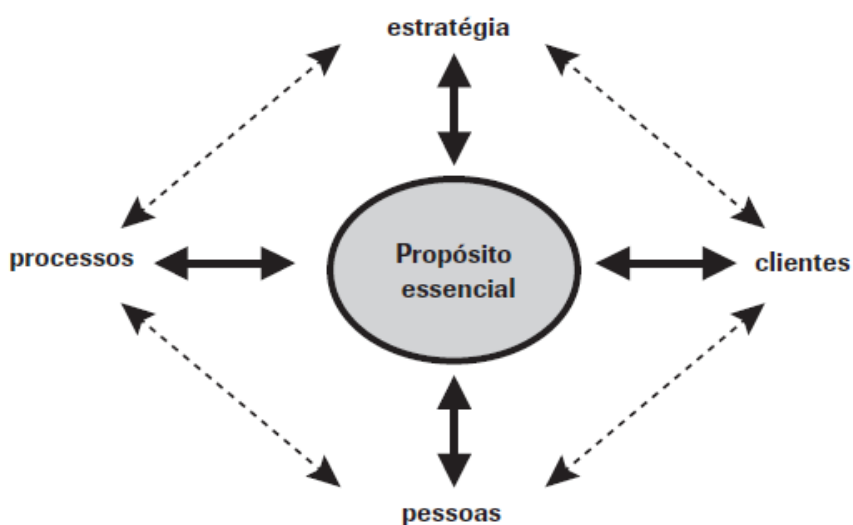 estratégia
processos
Propósito
essencial
clientes
pessoas